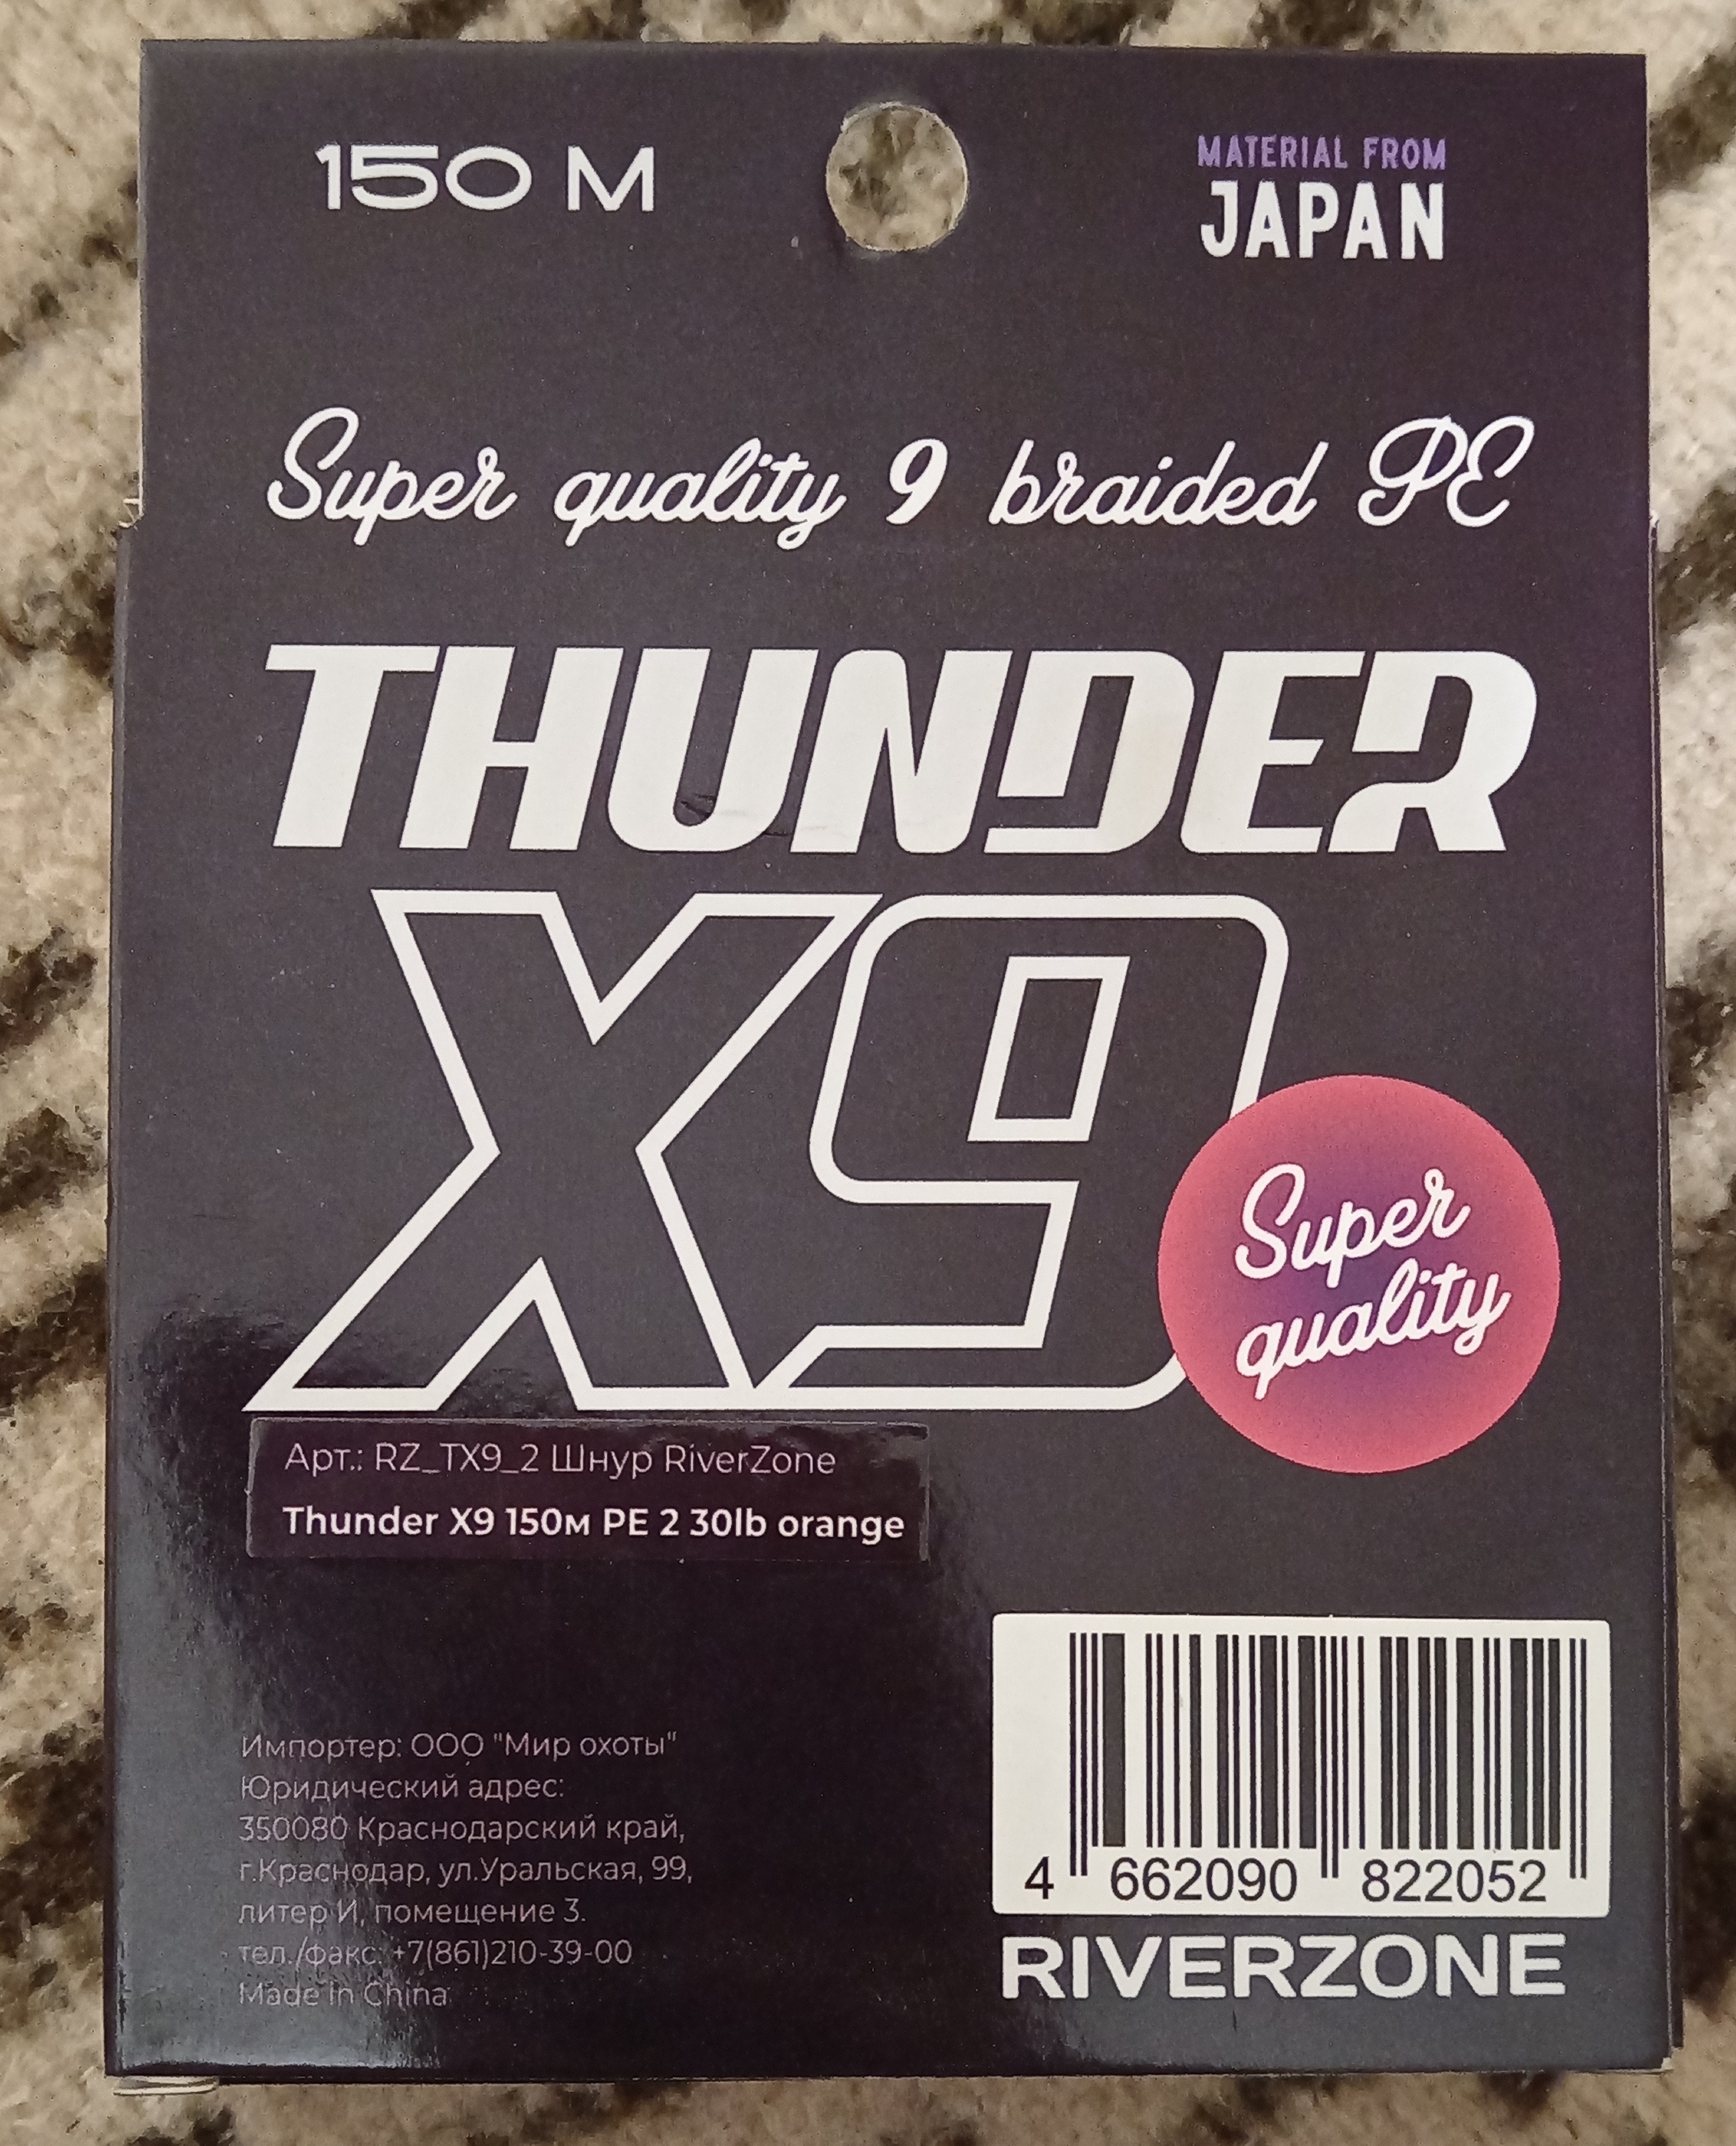 150 M
MATERIAL FROM
JAPAN
Super quality 9 braided PE
THUNDER
X9
Super
quality
Арт.: RZ_TX9_2 Шнур RiverZone
Thunder X9 150м PE 2 30lb orange
Импортер: ООО "Мир охоты"
Юридический адрес:
350080 Краснодарский край,
г.Краснодар, ул.Уральская, 99,
литер И, помещение 3.
тел./факс: +7(861)210-39-00
Made in China
4 662090 822052
RIVERZONE